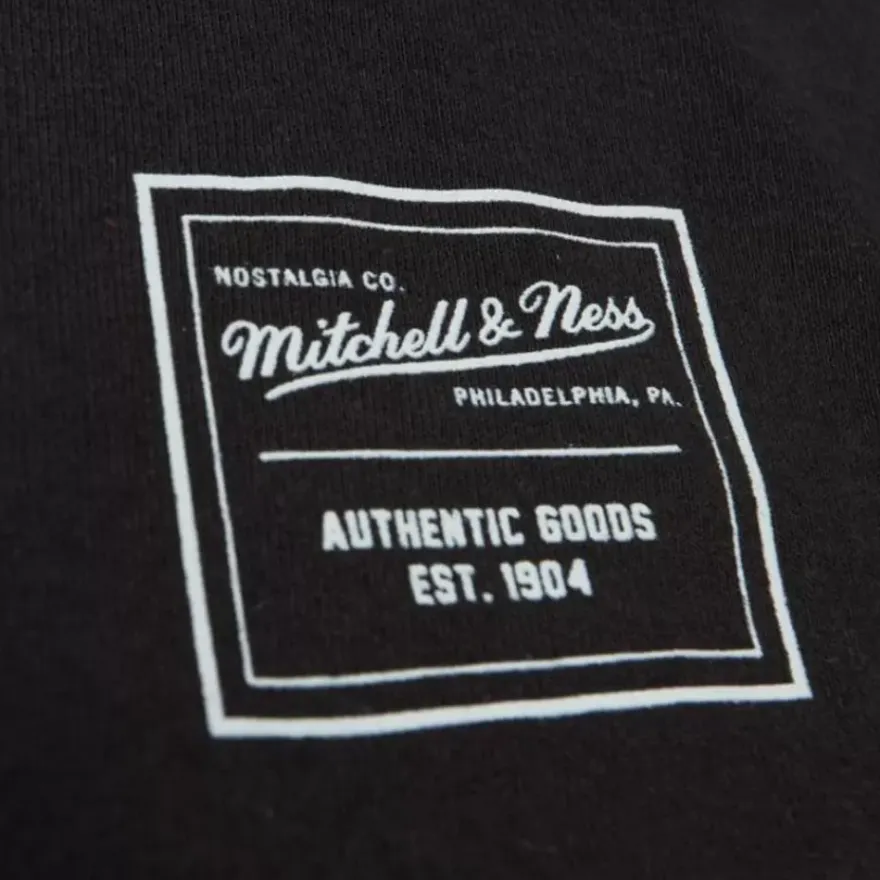 NOSTALGIA CO.
Mitchell & Ness
PHILADELPHIA, PA.
AUTHENTIC GOODS
EST. 1904